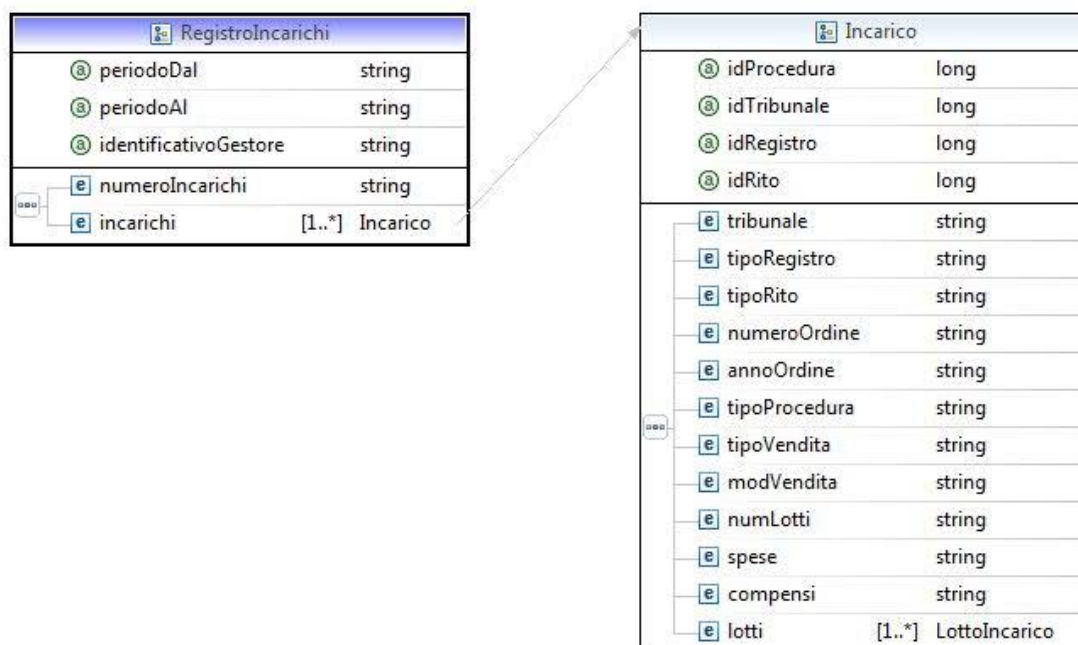 RegistroIncarichi
periodoDal string
periodoAl string
identificativoGestore string
numeroIncarichi string
incarichi [1..*] Incarico
Incarico
idProcedura long
idTribunale long
idRegistro long
idRito long
tribunale string
tipoRegistro string
tipoRito string
numeroOrdine string
annoOrdine string
tipoProcedura string
tipoVendita string
modVendita string
numLotti string
spese string
compensi string
lotti [1..*] LottoIncarico